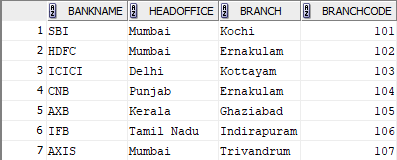 BANKNAME HEADOFFICE BRANCH BRANCHCODE
1 SBI Mumbai Kochi 101
2 HDFC Mumbai Ernakulam 102
3 ICICI Delhi Kottayam 103
4 CNB Punjab Ernakulam 104
5 AXB Kerala Ghaziabad 105
6 IFB Tamil Nadu Indirapuram 106
7 AXIS Mumbai Trivandrum 107